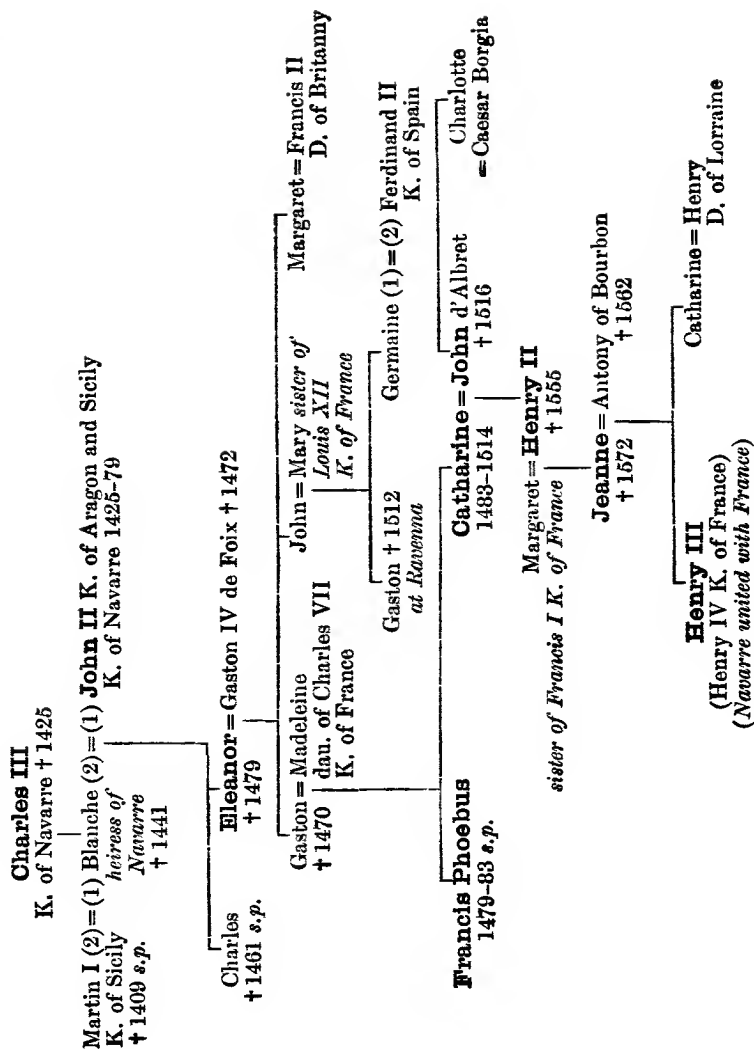 Charles III
K. of Navarre † 1425
Martin I (2) = (1) Blanche (2) = (1) John II K. of Aragon and Sicily
K. of Sicily heiress of K. of Navarre 1425–79
† 1409 s.p. Navarre
† 1441
Charles
† 1461 s.p.
Eleanor = Gaston IV de Foix † 1472
† 1479
Gaston = Madeleine
† 1470 dau. of Charles VII
K. of France
John = Mary sister of
Louis XII
K. of France
Margaret = Francis II
D. of Britanny
Gaston † 1512
at Ravenna
Germaine (1) = (2) Ferdinand II
K. of Spain
Francis Phoebus
1479–83 s.p.
Catharine = John d'Albret
1483–1514 † 1516
Charlotte
= Caesar Borgia
Margaret = Henry II
sister of Francis I K. of France † 1555
Jeanne = Antony of Bourbon
† 1572 † 1562
Henry III
(Henry IV K. of France)
(Navarre united with France)
Catharine = Henry
D. of Lorraine